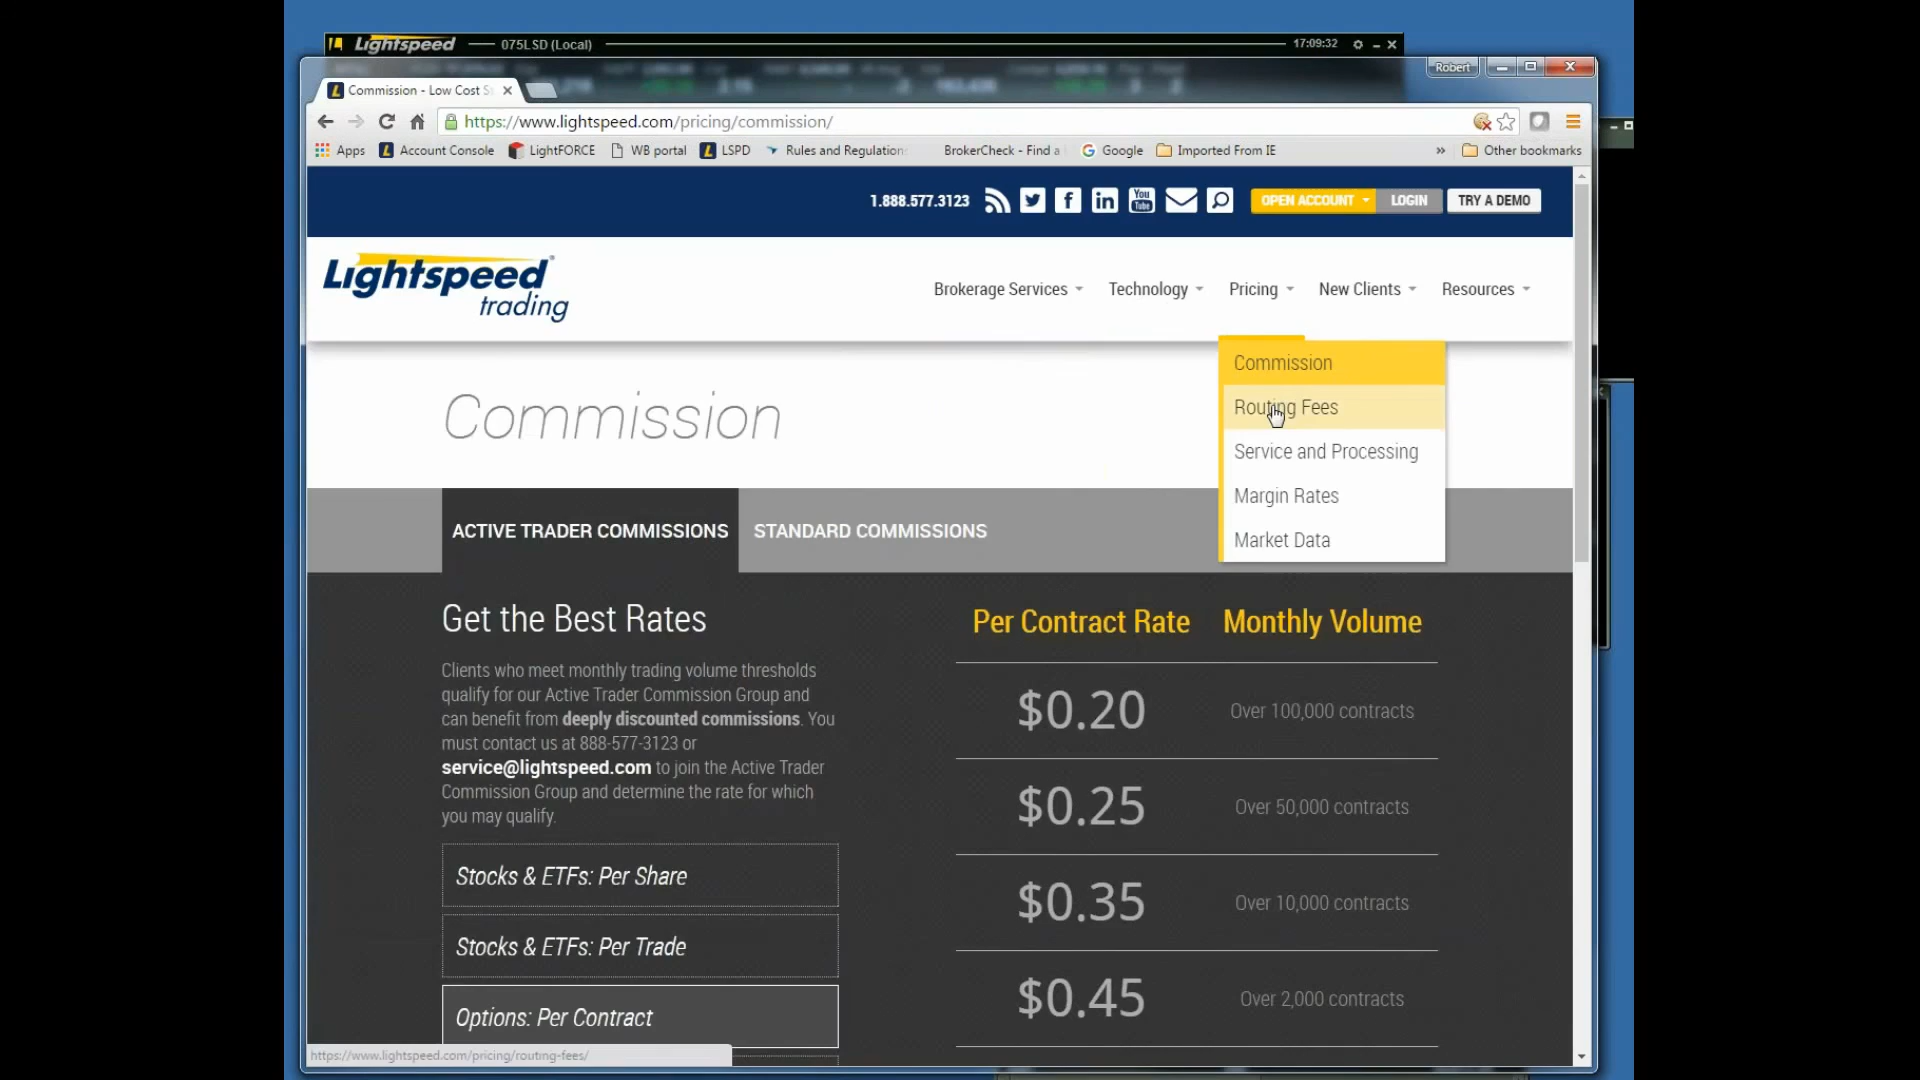 Lightspeed 075LSD (Local) 17:09:32
Robert
Commission - Low Cost S
https://www.lightspeed.com/pricing/commission/
Apps Account Console LightFORCE WB portal LSPD Rules and Regulation BrokerCheck - Find a Google Imported From IE » Other bookmarks
1.888.577.3123 You Tube OPEN ACCOUNT LOGIN TRY A DEMO
Lightspeed trading
Brokerage Services Technology Pricing New Clients Resources
Commission
Routing Fees
Service and Processing
Margin Rates
Market Data
Commission
ACTIVE TRADER COMMISSIONS STANDARD COMMISSIONS
Get the Best Rates
Clients who meet monthly trading volume thresholds
qualify for our Active Trader Commission Group and
can benefit from deeply discounted commissions. You
must contact us at 888-577-3123 or
service@lightspeed.com to join the Active Trader
Commission Group and determine the rate for which
you may qualify.
Stocks & ETFs: Per Share
Stocks & ETFs: Per Trade
Options: Per Contract
Per Contract Rate Monthly Volume
$0.20 Over 100,000 contracts
$0.25 Over 50,000 contracts
$0.35 Over 10,000 contracts
$0.45 Over 2,000 contracts
https://www.lightspeed.com/pricing/routing-fees/